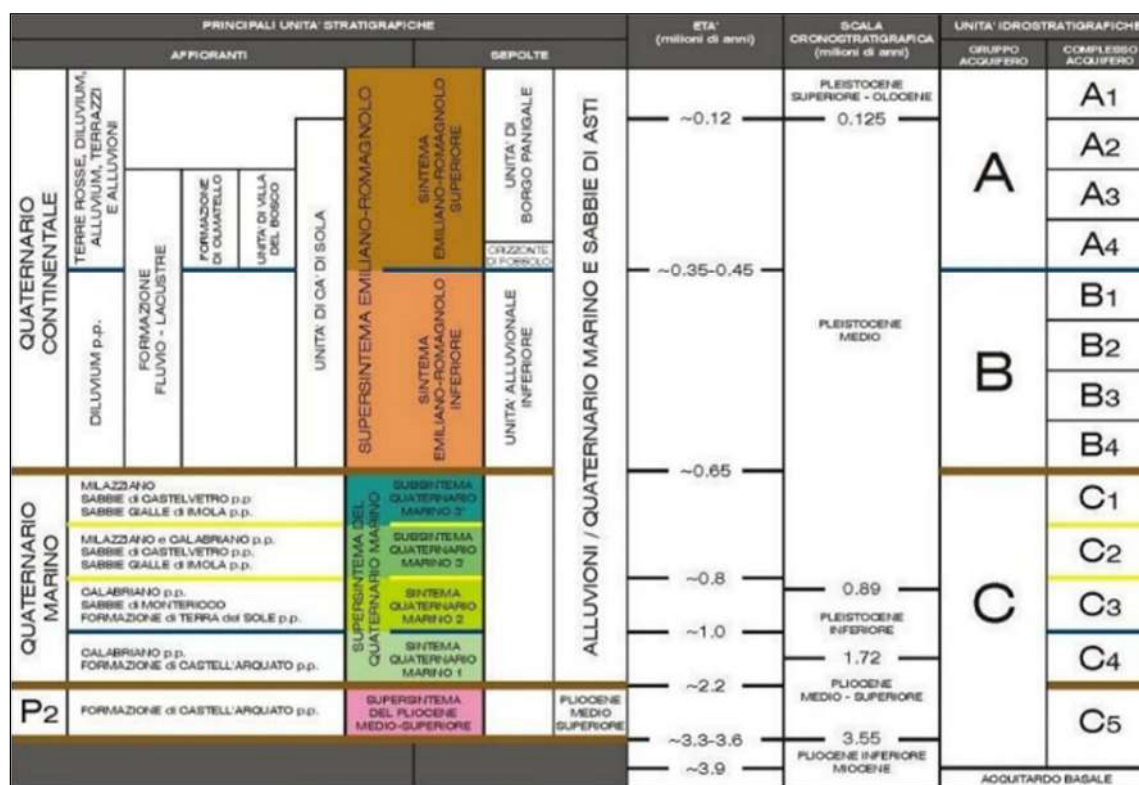 PRINCIPALI UNITA' STRATIGRAFICHE
AFFIORANTI
SEPOLTE
ETA'
(milioni di anni)
SCALA
CRONOSTRATIGRAFICA
(milioni di anni)
UNITA' IDROSTRATIGRAFICHE
GRUPPO
ACQUIFERO
COMPLESSO
ACQUIFERO
QUATERNARIO
CONTINENTALE
TERRE ROSSE, DILUVIUM,
ALLUVIUM, TERRAZZI
E ALLUVIONI
DILUVIUM p.p.
FORMAZIONE
FLUVIO - LACUSTRE
FORMAZIONE
DI OLMATELLO
UNITA' DI VILLA
DEL BOSCO
UNITA' DI CA' DI SOLA
SUPERSINTEMA EMILIANO-ROMAGNOLO
SINTEMA
EMILIANO-ROMAGNOLO
SUPERIORE
SINTEMA
EMILIANO-ROMAGNOLO
INFERIORE
UNITA' DI
BORGO PANIGALE
ORIZZONTE
DI FOSSOLO
UNITA' ALLUVIONALE
INFERIORE
ALLUVIONI / QUATERNARIO MARINO E SABBIE DI ASTI
QUATERNARIO
MARINO
MILAZZIANO
SABBIE di CASTELVETRO p.p.
SABBIE GIALLE di IMOLA p.p.
MILAZZIANO e CALABRIANO p.p.
SABBIE di CASTELVETRO p.p.
SABBIE GIALLE di IMOLA p.p.
CALABRIANO p.p.
SABBIE di MONTERICCO
FORMAZIONE di TERRA del SOLE p.p.
CALABRIANO p.p.
FORMAZIONE di CASTELL'ARQUATO p.p.
SUPERSINTEMA DEL
QUATERNARIO MARINO
SUBSINTEMA
QUATERNARIO
MARINO 3"
SUBSINTEMA
QUATERNARIO
MARINO 3'
SINTEMA
QUATERNARIO
MARINO 2
SINTEMA
QUATERNARIO
MARINO 1
P2
FORMAZIONE di CASTELL'ARQUATO p.p.
SUPERSINTEMA
DEL PLIOCENE
MEDIO-SUPERIORE
PLIOCENE
MEDIO
SUPERIORE
~0.12
~0.35-0.45
~0.65
~0.8
~1.0
~2.2
~3.3-3.6
~3.9
PLEISTOCENE
SUPERIORE - OLOCENE
0.125
PLEISTOCENE
MEDIO
0.89
PLEISTOCENE
INFERIORE
1.72
PLIOCENE
MEDIO - SUPERIORE
3.55
PLIOCENE INFERIORE
MIOCENE
A
A1
A2
A3
A4
B
B1
B2
B3
B4
C
C1
C2
C3
C4
C5
ACQUITARDO BASALE